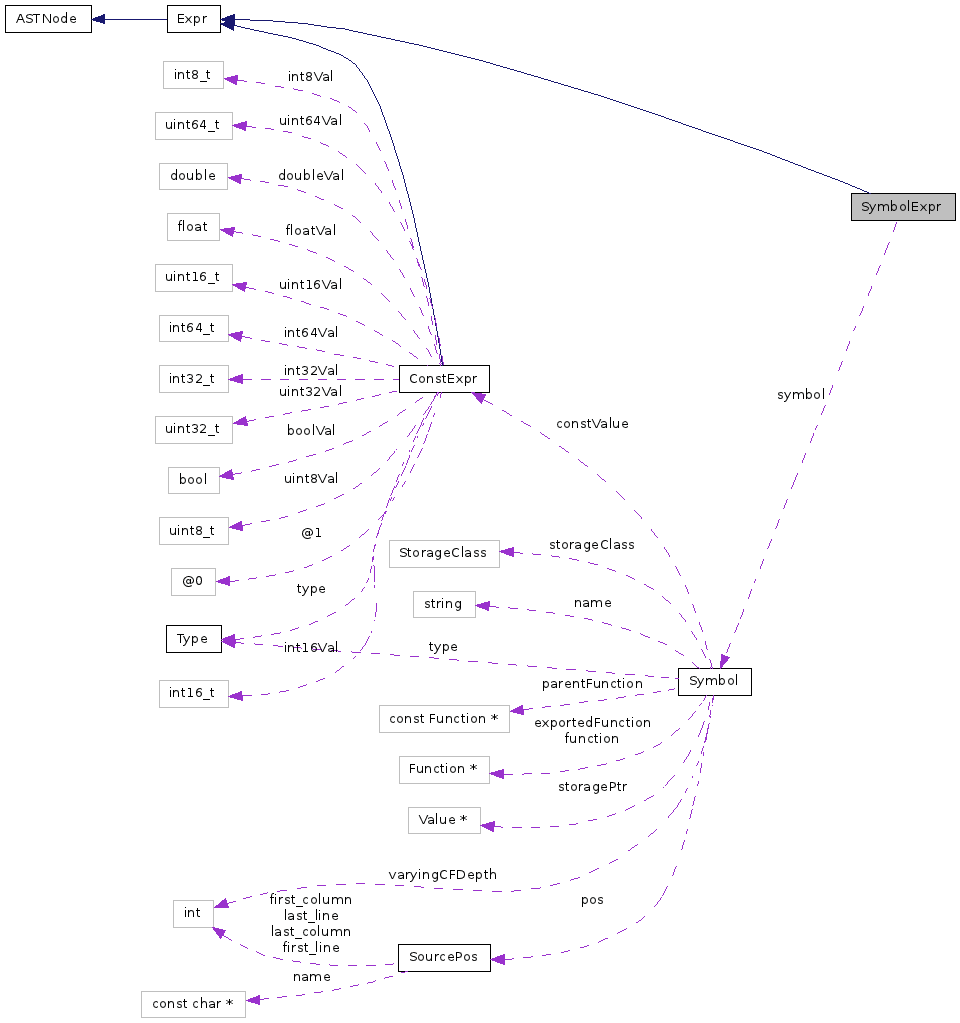 ASTNode
Expr
int8_t
int8Val
uint64_t
uint64Val
double
doubleVal
float
floatVal
uint16_t
uint16Val
int64_t
int64Val
int32_t
int32Val
uint32Val
uint32_t
boolVal
bool
uint8Val
uint8_t
@1
@0
type
Type
int16Val
int16_t
ConstExpr
SymbolExpr
symbol
constValue
StorageClass
storageClass
string
name
type
Symbol
parentFunction
const Function *
exportedFunction
function
Function *
storagePtr
Value *
varyingCFDepth
int
first_column
last_line
last_column
first_line
pos
SourcePos
name
const char *